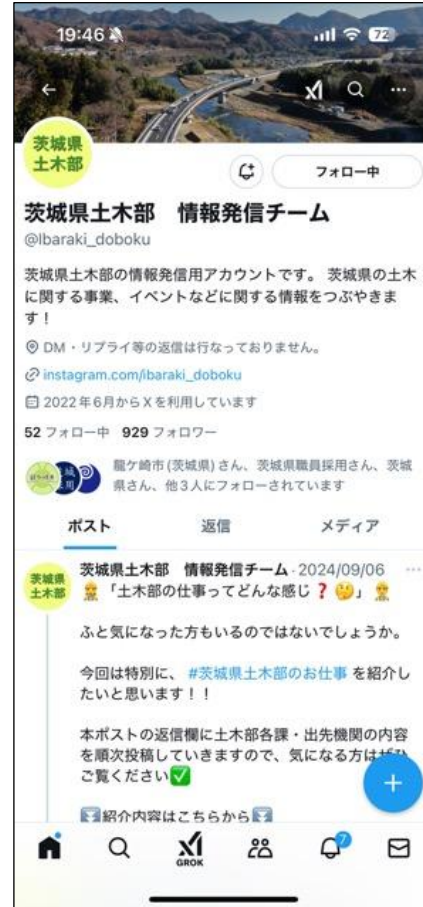 19:46
72
茨城県
土木部
フォロー中
茨城県土木部 情報発信チーム
@Ibaraki_doboku
茨城県土木部の情報発信用アカウントです。 茨城県の土木
に関する事業、イベントなどに関する情報をつぶやきま
す！
DM・リプライ等の返信は行なっておりません。
instagram.com/ibaraki_doboku
2022年6月からXを利用しています
52 フォロー中 929 フォロワー
龍ケ崎市(茨城県)さん、茨城県職員採用さん、茨城
県さん、他3人にフォローされています
ポスト 返信 メディア
茨城県
土木部
茨城県土木部 情報発信チーム · 2024/09/06
👷「土木部の仕事ってどんな感じ❓🤔」👷
ふと気になった方もいるのではないでしょうか。
今回は特別に、 #茨城県土木部のお仕事 を紹介し
たいと思います！！
本ポストの返信欄に土木部各課・出先機関の内容
を順次投稿していきますので、気になる方はぜひ
ご覧ください✅
⏬紹介内容はこちらから⏬
GROK
7